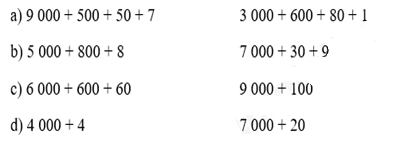 a) 9 000 + 500 + 50 + 7 3 000 + 600 + 80 + 1
b) 5 000 + 800 + 8 7 000 + 30 + 9
c) 6 000 + 600 + 60 9 000 + 100
d) 4 000 + 4 7 000 + 20